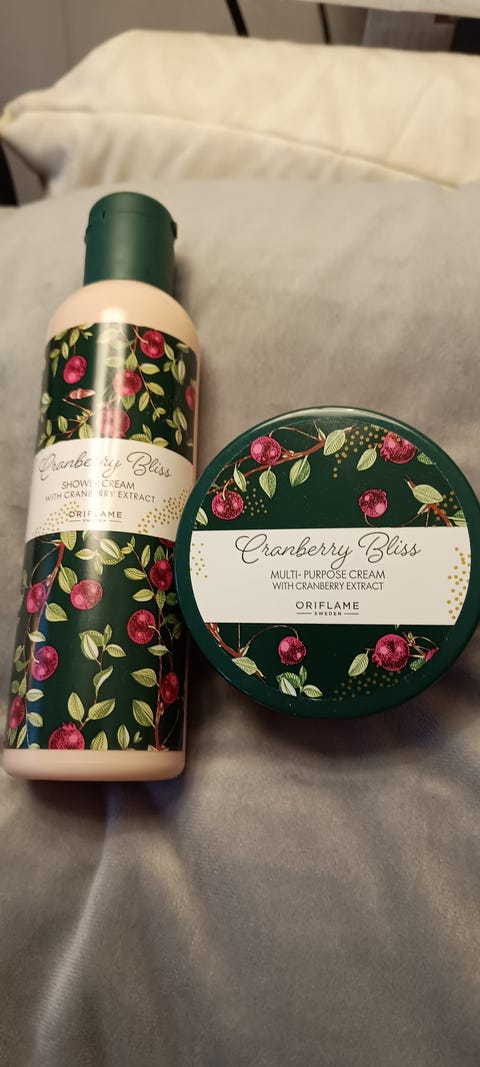 Cranberry Bliss
SHOWER CREAM
WITH CRANBERRY EXTRACT
ORIFLAME
SWEDEN
Cranberry Bliss
MULTI- PURPOSE CREAM
WITH CRANBERRY EXTRACT
ORIFLAME
SWEDEN